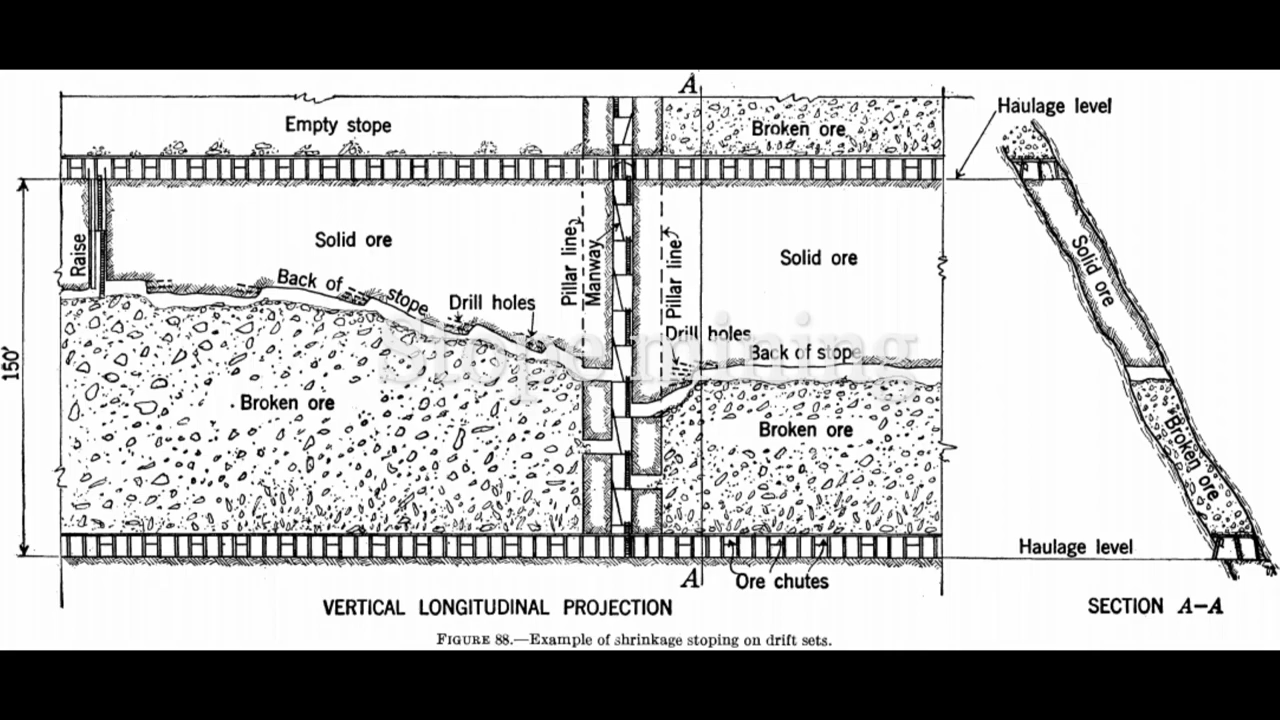 A
Haulage level
Empty stope
Broken ore
Raise
Solid ore
Pillar line
Manway
Pillar line
Solid ore
Solid ore
Back of stope
Drill holes
Drill holes
Stope mining
Back of stope
150'
Broken ore
Broken ore
Broken ore
Haulage level
A
Ore chutes
VERTICAL LONGITUDINAL PROJECTION
SECTION A–A
FIGURE 88.—Example of shrinkage stoping on drift sets.